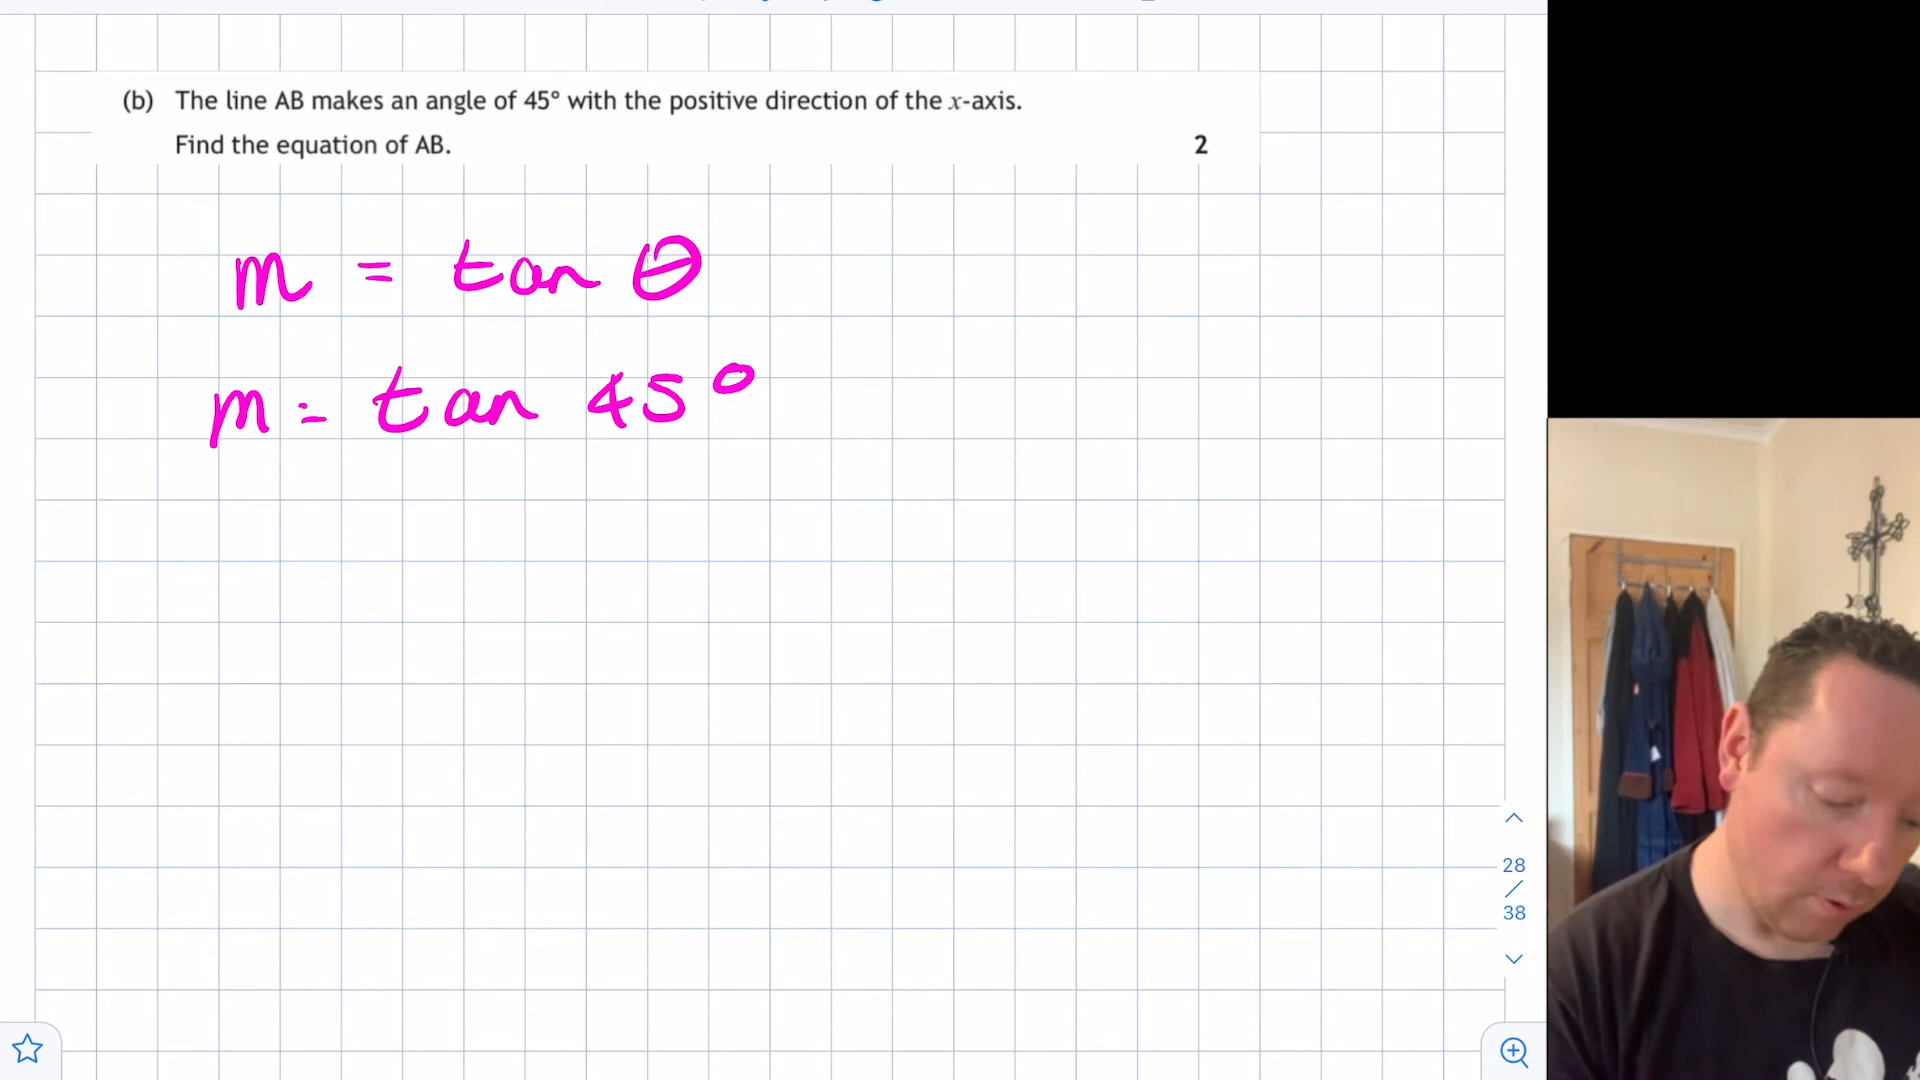 (b) The line AB makes an angle of 45° with the positive direction of the x-axis.
Find the equation of AB. 2
m = tan θ
m = tan 45°
28
/
38